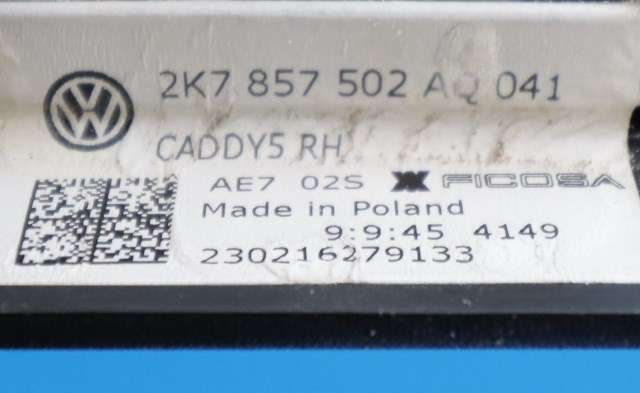 2K7 857 502 AQ 041
CADDY5 RH
AE7 02S FICOSA
Made in Poland
9:9:45 4149
230216279133